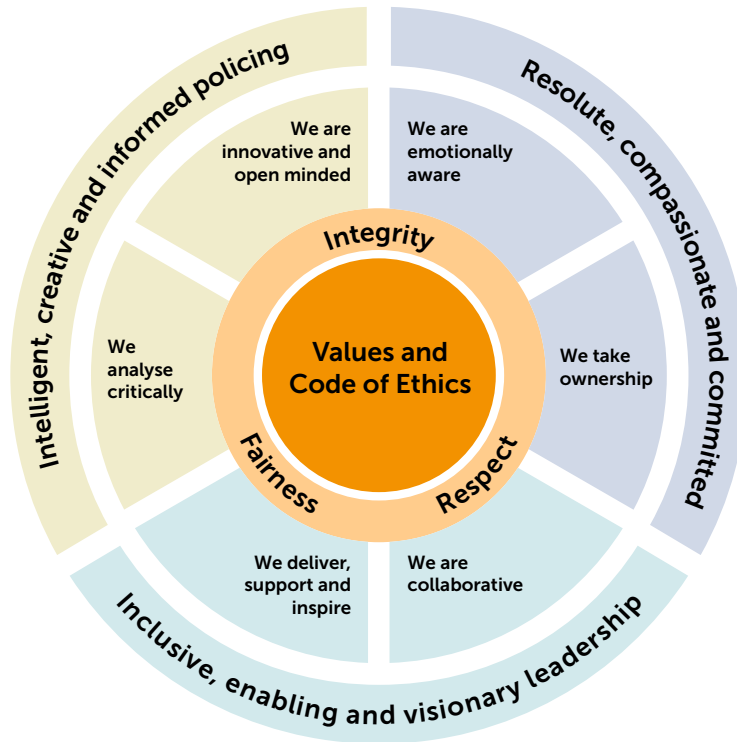 Intelligent, creative and informed policing
Resolute, compassionate and committed
We are
innovative and
open minded
We are
emotionally
aware
Integrity
We
analyse
critically
Values and
Code of Ethics
We take
ownership
Fairness
Respect
We deliver,
support and
inspire
We are
collaborative
Inclusive, enabling and visionary leadership